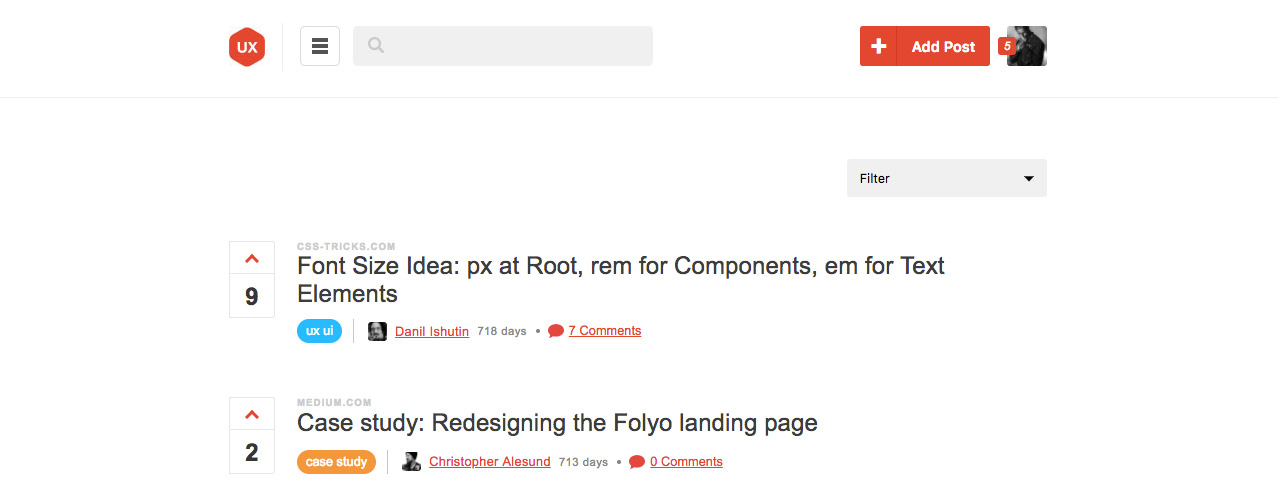 UX
Add Post
5
Filter
CSS-TRICKS.COM
Font Size Idea: px at Root, rem for Components, em for Text
Elements
9
ux ui
Danil Ishutin 718 days • 7 Comments
MEDIUM.COM
Case study: Redesigning the Folyo landing page
2
case study
Christopher Alesund 713 days • 0 Comments